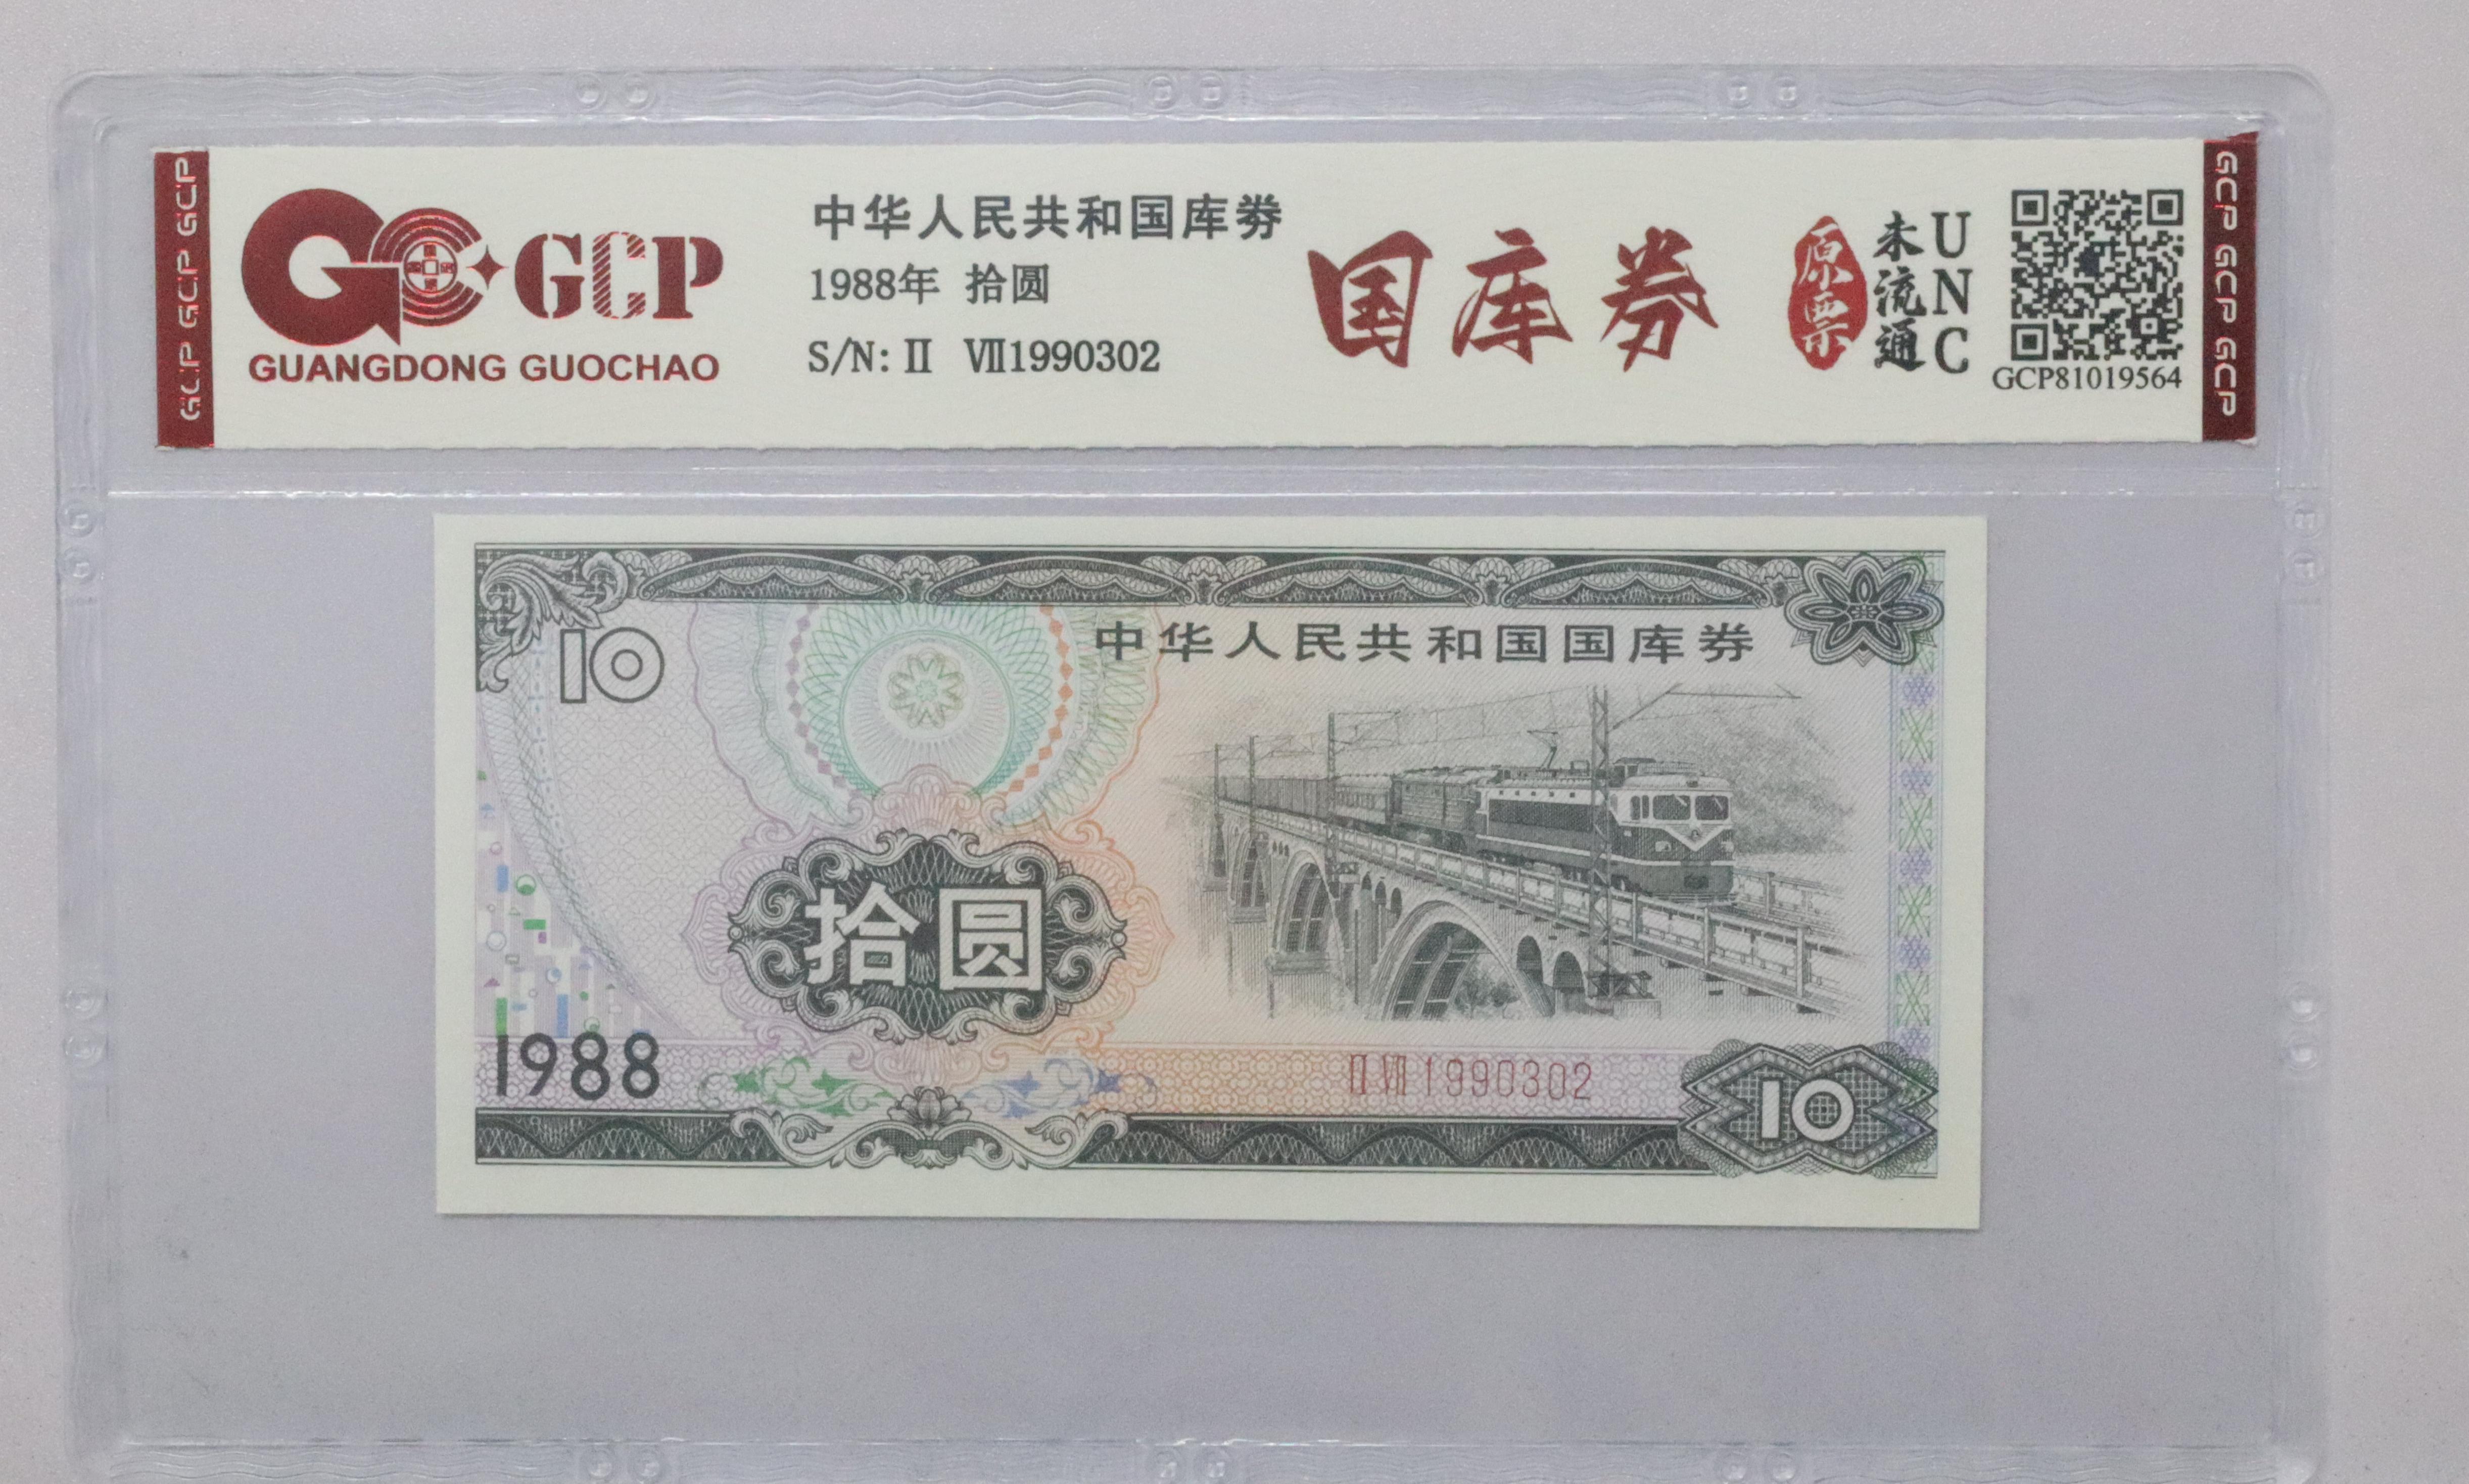 GCP GCP GCP
GCP
GUANGDONG GUOCHAO
中华人民共和国库劵
1988年 拾圆
S/N: Ⅱ Ⅶ1990302
国库券
原票
未流通
UNC
GCP81019564
GCP GCP GCP
10
中华人民共和国国库券
拾圆
1988
Ⅱ Ⅶ 1990302
10